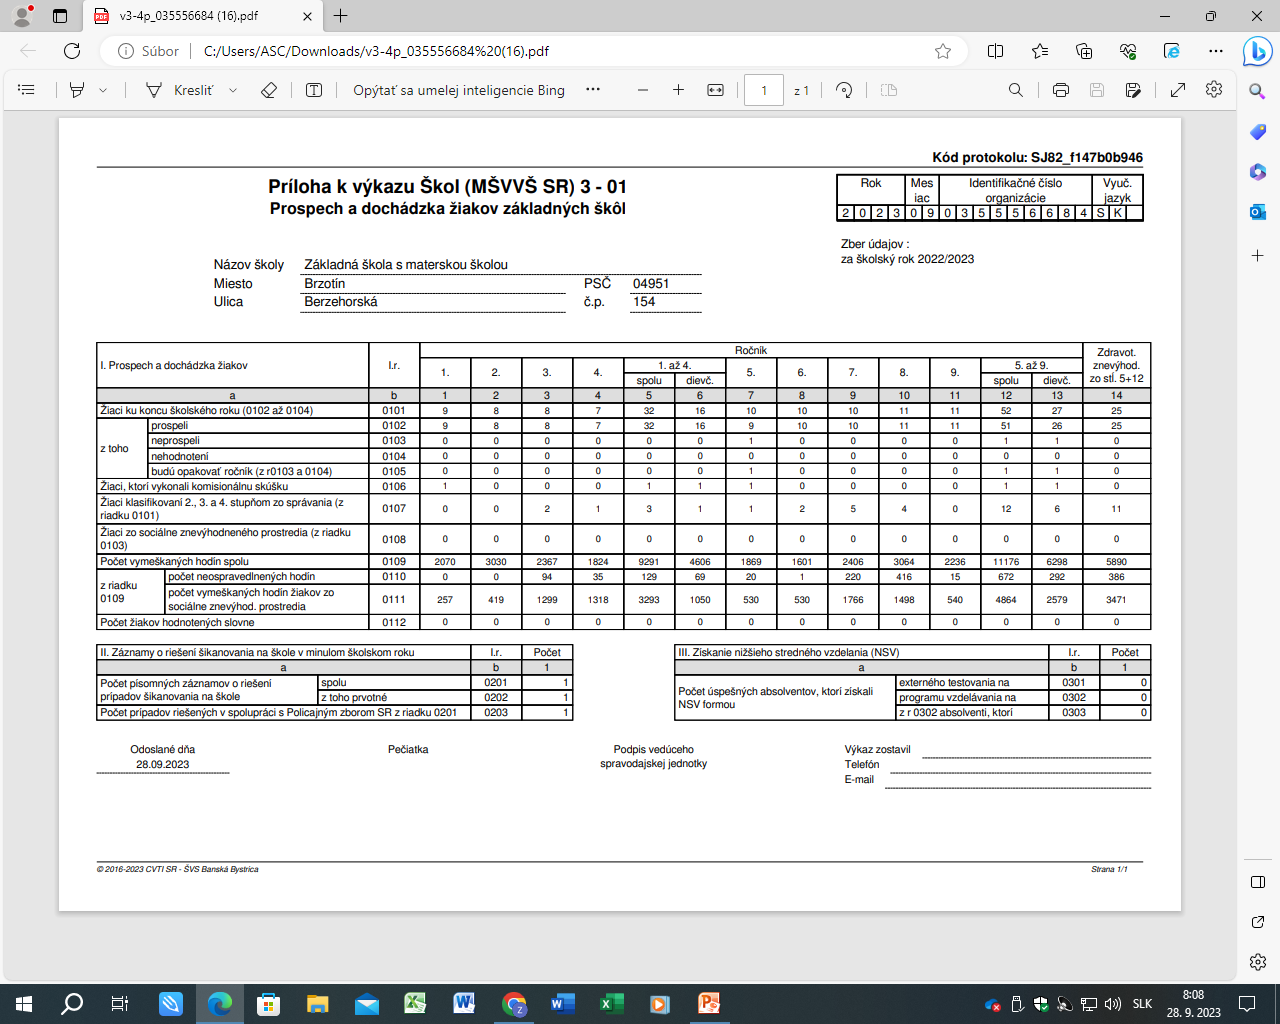 v3-4p_035556684 (16).pdf
Súbor C:/Users/ASC/Downloads/v3-4p_035556684%20(16).pdf
Kresliť Opýtať sa umelej inteligencie Bing 1 z 1
Kód protokolu: SJ82_f147b0b946
Príloha k výkazu Škol (MŠVVŠ SR) 3 - 01
Prospech a dochádzka žiakov základných škôl
Rok Mesiac Identifikačné číslo organizácie Vyuč. jazyk
2 0 2 3 0 9 0 3 5 5 5 6 6 8 4 S K
Zber údajov :
za školský rok 2022/2023
Názov školy Základná škola s materskou školou
Miesto Brzotín PSČ 04951
Ulica Berzehorská č.p. 154
I. Prospech a dochádzka žiakov l.r. Ročník Zdravot. znevýhod. zo stĺ. 5+12
1. 2. 3. 4. 1. až 4. 5. 6. 7. 8. 9. 5. až 9.
spolu dievč. spolu dievč.
a b 1 2 3 4 5 6 7 8 9 10 11 12 13 14
Žiaci ku koncu školského roku (0102 až 0104) 0101 9 8 8 7 32 16 10 10 10 11 11 52 27 25
z toho
prospeli 0102 9 8 8 7 32 16 9 10 10 11 11 51 26 25
neprospeli 0103 0 0 0 0 0 0 1 0 0 0 0 1 1 0
nehodnotení 0104 0 0 0 0 0 0 0 0 0 0 0 0 0 0
budú opakovať ročník (z r0103 a 0104) 0105 0 0 0 0 0 0 1 0 0 0 0 1 1 0
Žiaci, ktorí vykonali komisionálnu skúšku 0106 1 0 0 0 1 1 1 0 0 0 0 1 1 0
Žiaci klasifikovaní 2., 3. a 4. stupňom zo správania (z
riadku 0101) 0107 0 0 2 1 3 1 1 2 5 4 0 12 6 11
Žiaci zo sociálne znevýhodneného prostredia (z riadku
0103) 0108 0 0 0 0 0 0 0 0 0 0 0 0 0 0
Počet vymeškaných hodín spolu 0109 2070 3030 2367 1824 9291 4606 1869 1601 2406 3064 2236 11176 6298 5890
z riadku
0109
počet neospravedlnených hodín 0110 0 0 94 35 129 69 20 1 220 416 15 672 292 386
počet vymeškaných hodín žiakov zo
sociálne znevýhod. prostredia 0111 257 419 1299 1318 3293 1050 530 530 1766 1498 540 4864 2579 3471
Počet žiakov hodnotených slovne 0112 0 0 0 0 0 0 0 0 0 0 0 0 0 0
II. Záznamy o riešení šikanovania na škole v minulom školskom roku l.r. Počet
a b 1
Počet písomných záznamov o riešení
prípadov šikanovania na škole
spolu 0201 1
z toho prvotné 0202 1
Počet prípadov riešených v spolupráci s Policajným zborom SR z riadku 0201 0203 1
III. Získanie nižšieho stredného vzdelania (NSV) l.r. Počet
a b 1
Počet úspešných absolventov, ktorí získali
NSV formou
externého testovania na 0301 0
programu vzdelávania na 0302 0
z r 0302 absolventi, ktorí 0303 0
Odoslané dňa
28.09.2023
Pečiatka
Podpis vedúceho
spravodajskej jednotky
Výkaz zostavil
Telefón
E-mail
© 2016-2023 CVTI SR - ŠVS Banská Bystrica Strana 1/1
SLK 8:08
28. 9. 2023